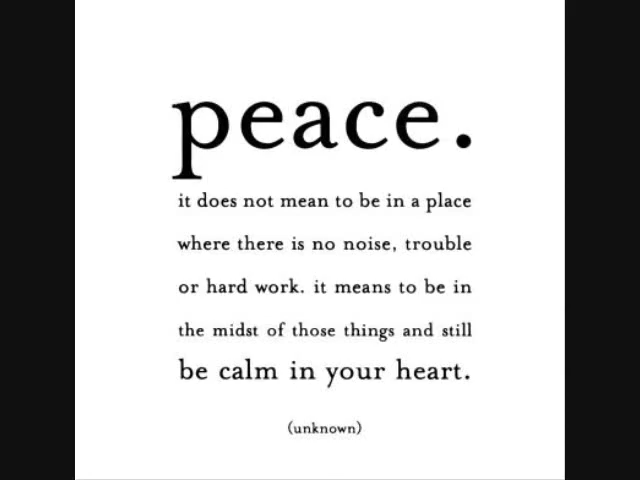 peace.
it does not mean to be in a place
where there is no noise, trouble
or hard work. it means to be in
the midst of those things and still
be calm in your heart.
(unknown)